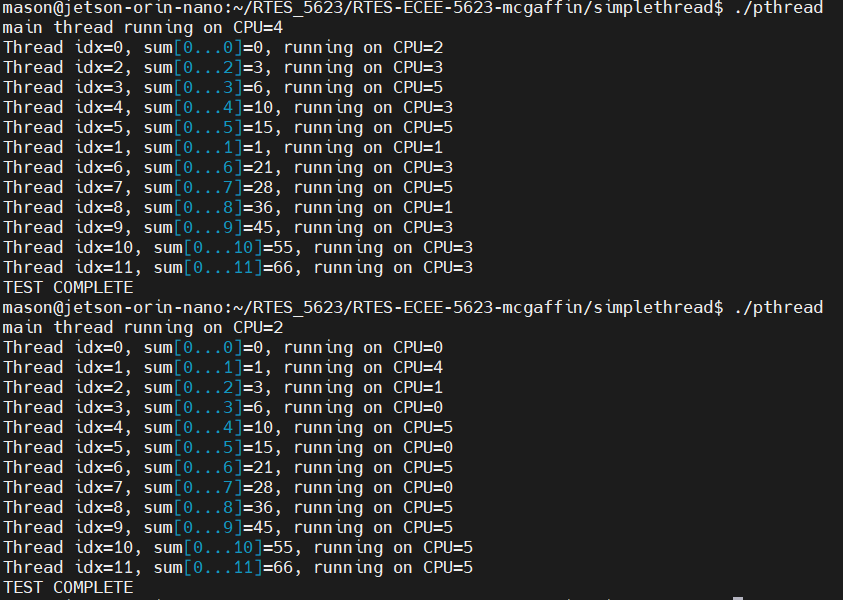 mason@jetson-orin-nano:~/RTES_5623/RTES-ECEE-5623-mcgaffin/simplethread$ ./pthread
main thread running on CPU=4
Thread idx=0, sum[0...0]=0, running on CPU=2
Thread idx=2, sum[0...2]=3, running on CPU=3
Thread idx=3, sum[0...3]=6, running on CPU=5
Thread idx=4, sum[0...4]=10, running on CPU=3
Thread idx=5, sum[0...5]=15, running on CPU=5
Thread idx=1, sum[0...1]=1, running on CPU=1
Thread idx=6, sum[0...6]=21, running on CPU=3
Thread idx=7, sum[0...7]=28, running on CPU=5
Thread idx=8, sum[0...8]=36, running on CPU=1
Thread idx=9, sum[0...9]=45, running on CPU=3
Thread idx=10, sum[0...10]=55, running on CPU=3
Thread idx=11, sum[0...11]=66, running on CPU=3
TEST COMPLETE
mason@jetson-orin-nano:~/RTES_5623/RTES-ECEE-5623-mcgaffin/simplethread$ ./pthread
main thread running on CPU=2
Thread idx=0, sum[0...0]=0, running on CPU=0
Thread idx=1, sum[0...1]=1, running on CPU=4
Thread idx=2, sum[0...2]=3, running on CPU=1
Thread idx=3, sum[0...3]=6, running on CPU=0
Thread idx=4, sum[0...4]=10, running on CPU=5
Thread idx=5, sum[0...5]=15, running on CPU=0
Thread idx=6, sum[0...6]=21, running on CPU=5
Thread idx=7, sum[0...7]=28, running on CPU=0
Thread idx=8, sum[0...8]=36, running on CPU=5
Thread idx=9, sum[0...9]=45, running on CPU=5
Thread idx=10, sum[0...10]=55, running on CPU=5
Thread idx=11, sum[0...11]=66, running on CPU=5
TEST COMPLETE